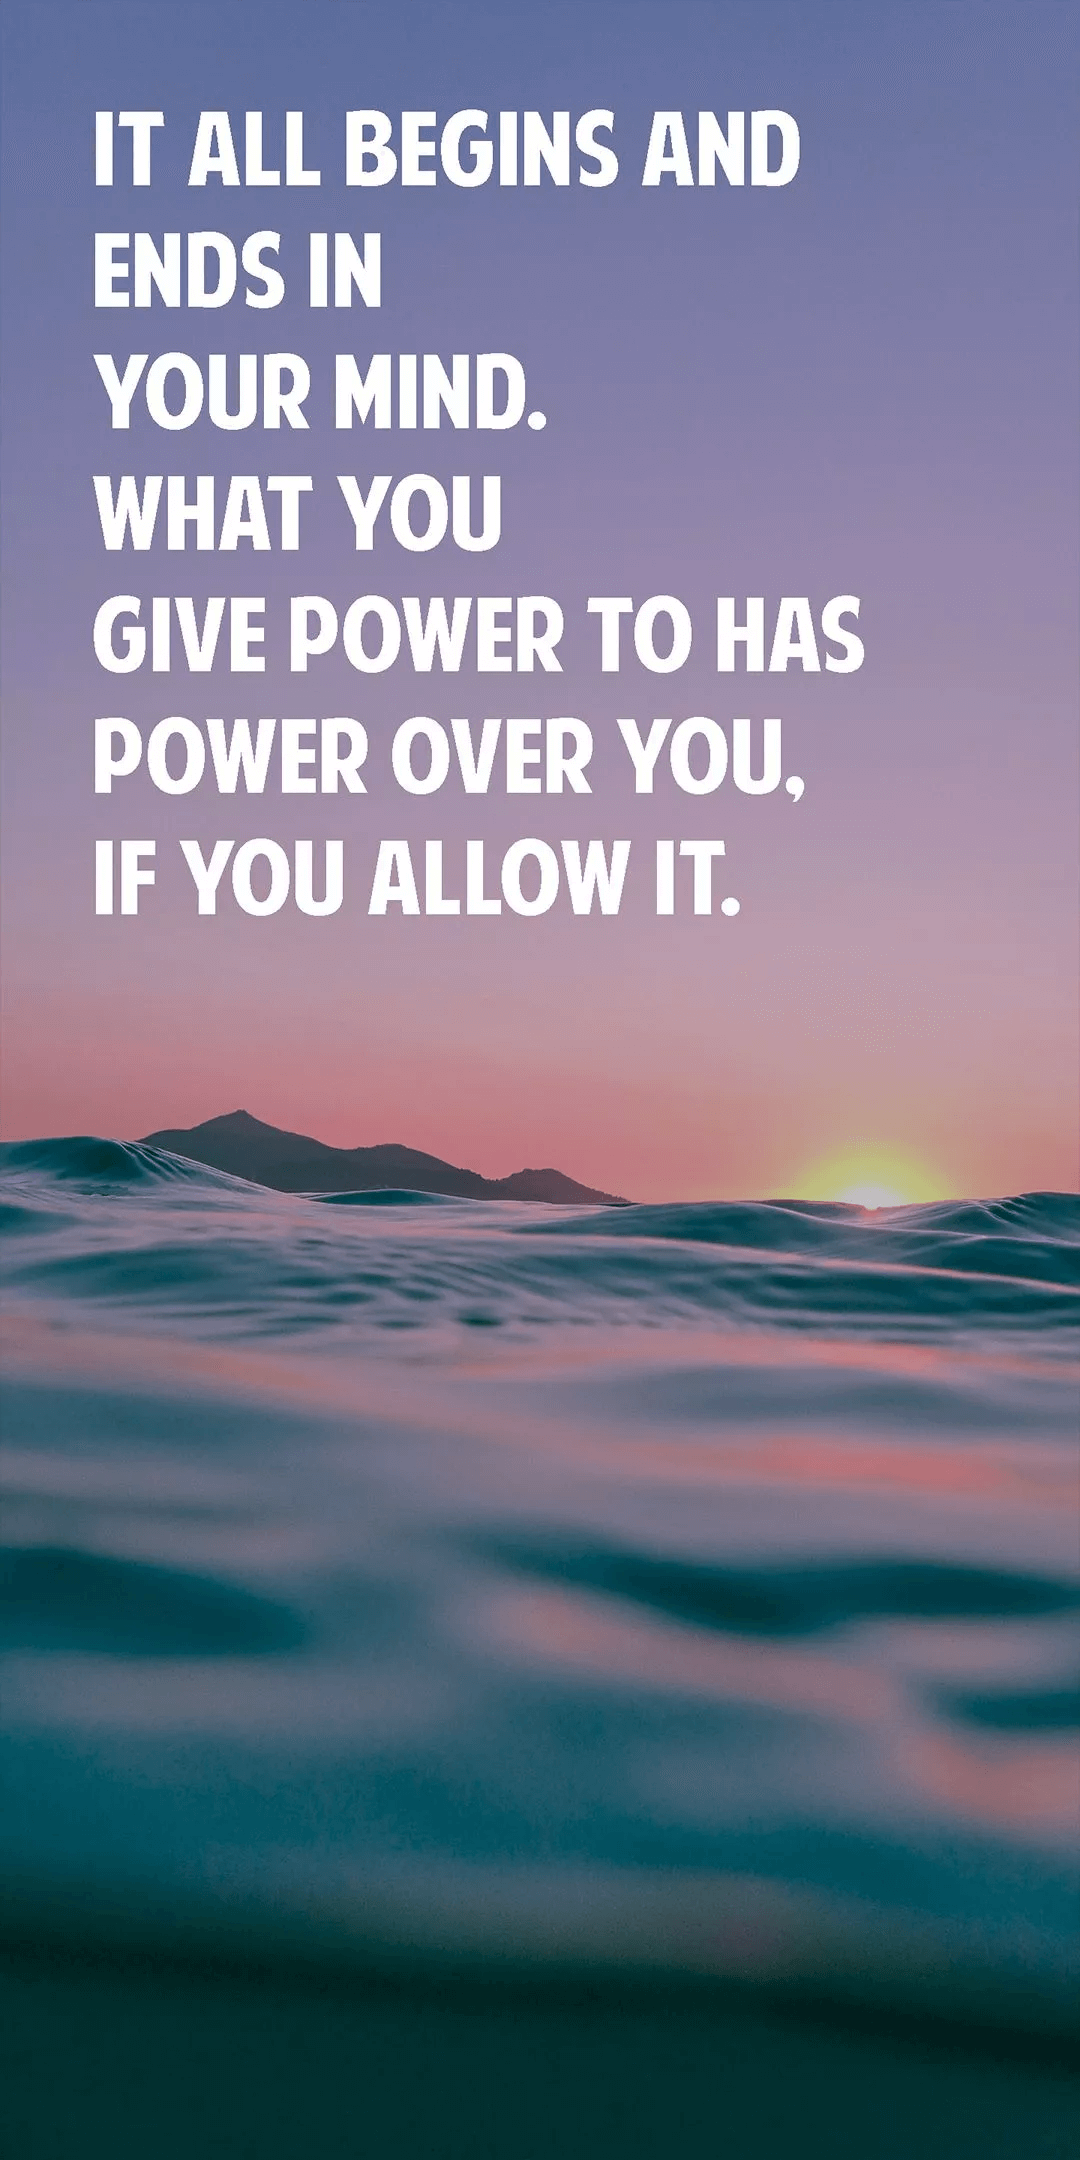 IT ALL BEGINS AND
ENDS IN
YOUR MIND.
WHAT YOU
GIVE POWER TO HAS
POWER OVER YOU,
IF YOU ALLOW IT.